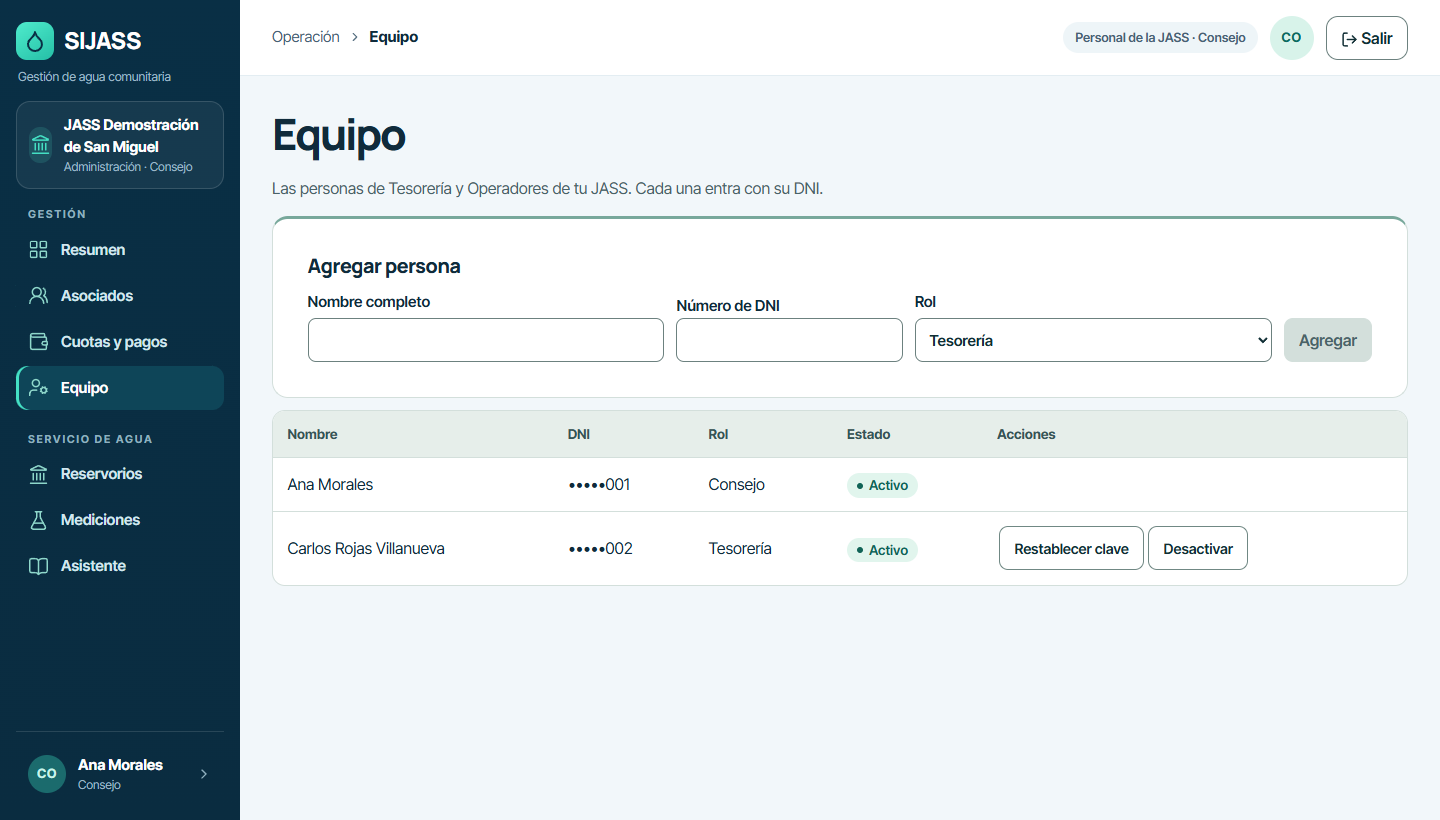 SIJASS
Gestión de agua comunitaria
JASS Demostración
de San Miguel
Administración · Consejo
GESTIÓN
Resumen
Asociados
Cuotas y pagos
Equipo
SERVICIO DE AGUA
Reservorios
Mediciones
Asistente
CO
Ana Morales
Consejo
Operación > Equipo
Personal de la JASS · Consejo
CO
Salir
Equipo
Las personas de Tesorería y Operadores de tu JASS. Cada una entra con su DNI.
Agregar persona
Nombre completo
Número de DNI
Rol
Tesorería
Agregar
Nombre DNI Rol Estado Acciones
Ana Morales •••••001 Consejo Activo
Carlos Rojas Villanueva •••••002 Tesorería Activo Restablecer clave Desactivar